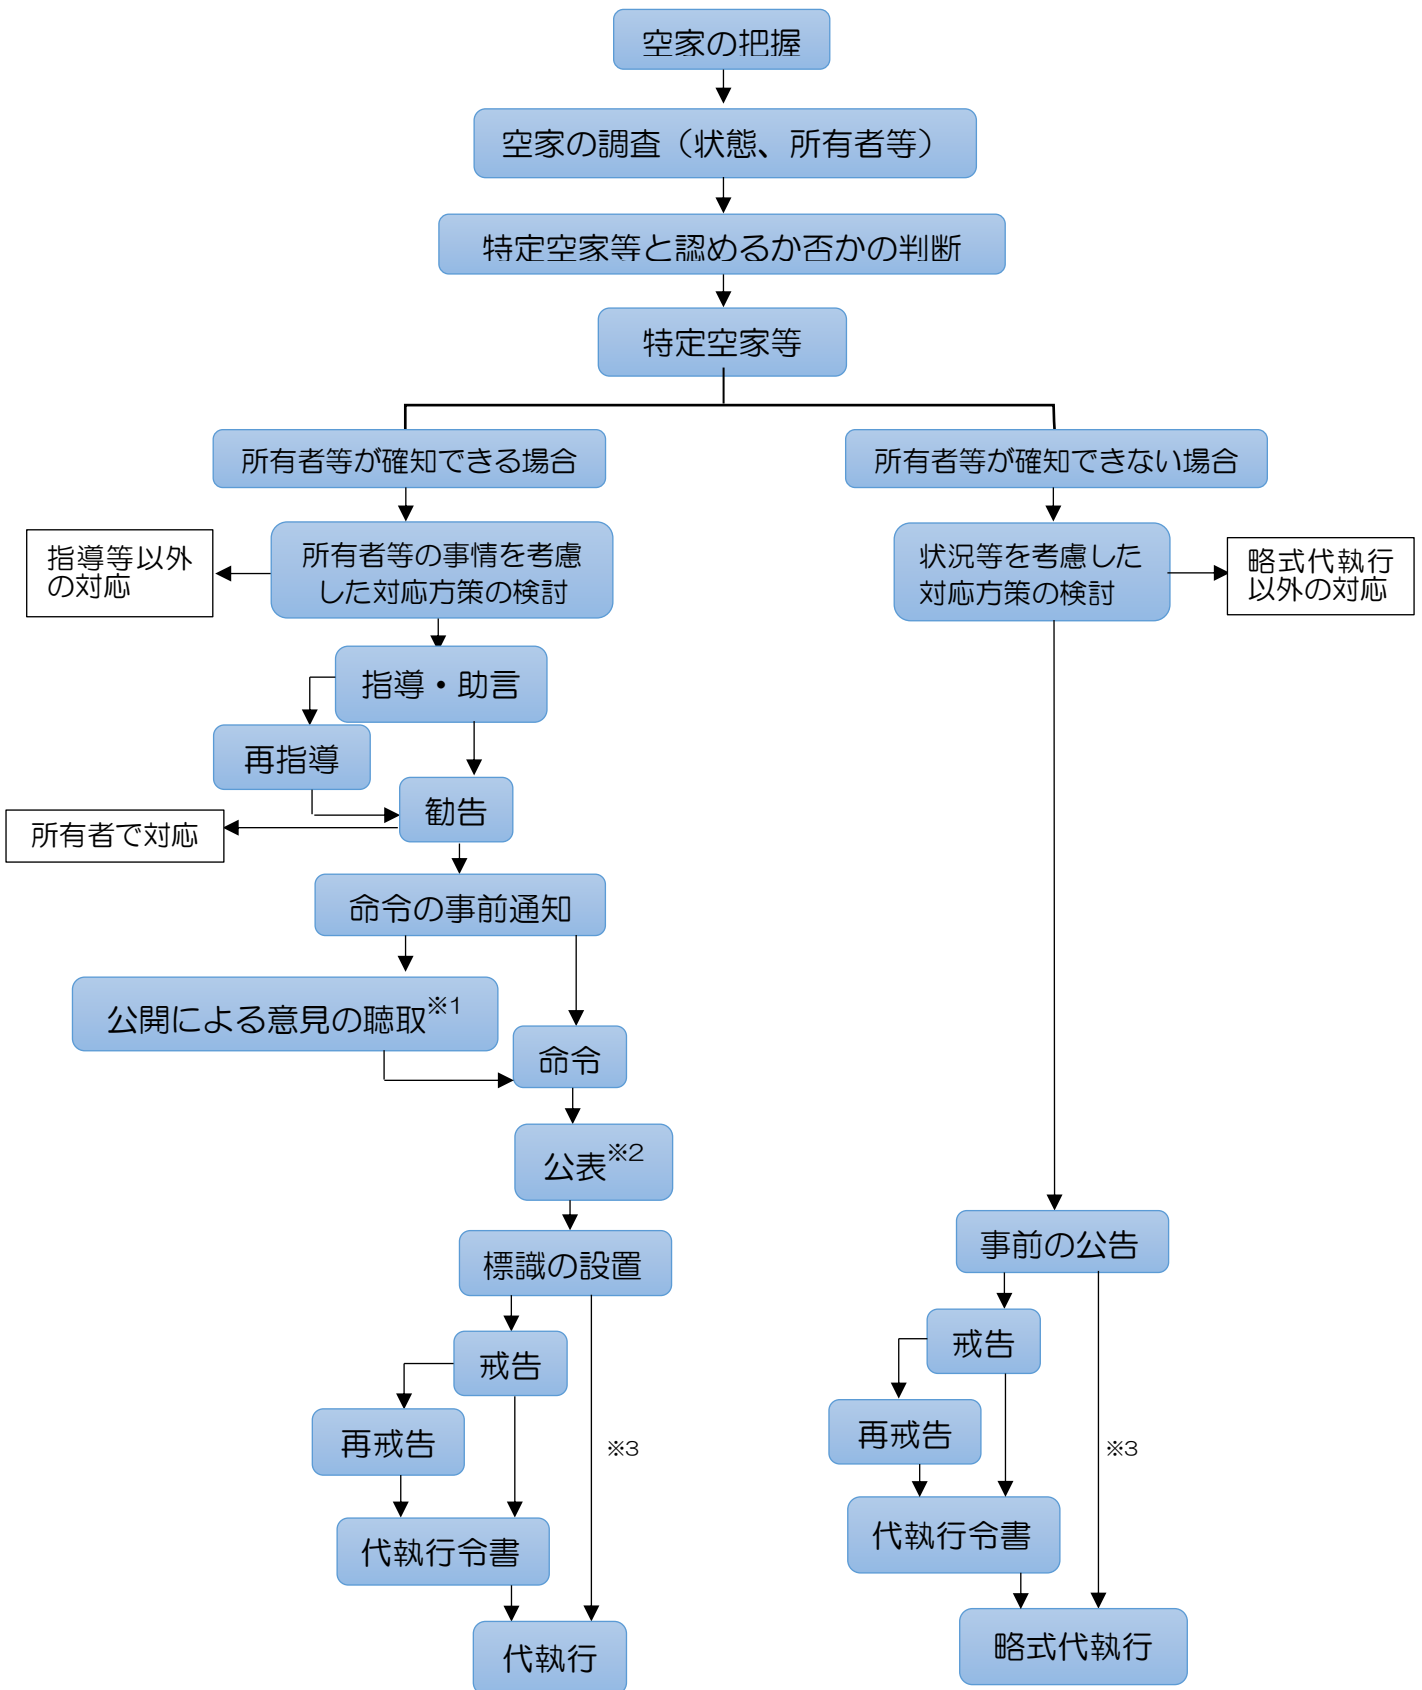 空家の把握
空家の調査（状態、所有者等）
特定空家等と認めるか否かの判断
特定空家等
所有者等が確知できる場合
所有者等が確知できない場合
指導等以外
の対応
所有者等の事情を考慮
した対応方策の検討
状況等を考慮した
対応方策の検討
略式代執行
以外の対応
指導・助言
再指導
勧告
所有者で対応
命令の事前通知
公開による意見の聴取※1
命令
公表※2
標識の設置
戒告
再戒告
※3
代執行令書
代執行
事前の公告
戒告
再戒告
※3
代執行令書
略式代執行